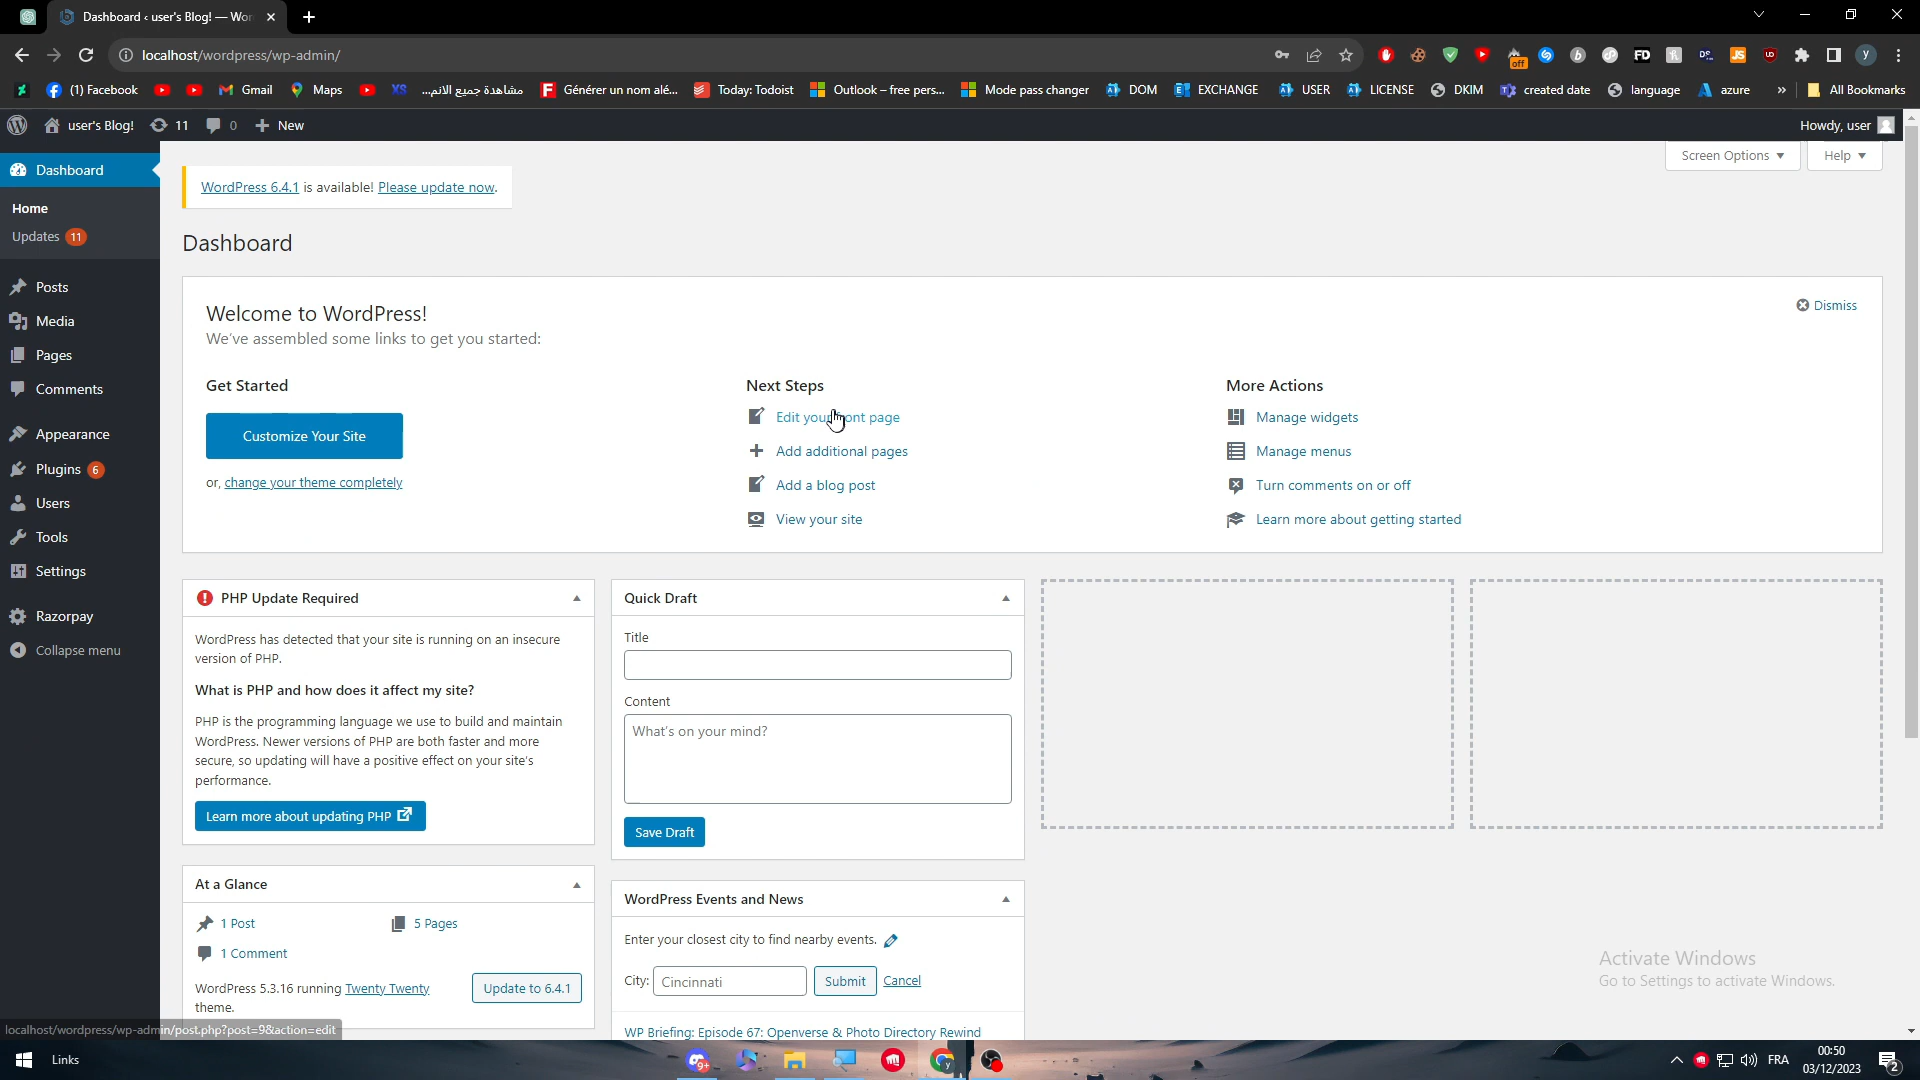 Dashboard ‹ user's Blog! — Wor
localhost/wordpress/wp-admin/
off
FD
JS
y
(1) Facebook
Gmail
Maps
XS
مشاهدة جميع الانم...
Générer un nom alé...
Today: Todoist
Outlook – free pers...
Mode pass changer
DOM
EXCHANGE
USER
LICENSE
DKIM
created date
language
azure
»
All Bookmarks
user's Blog!
11
0
New
Howdy, user
Screen Options
Help
Dashboard
Home
Updates 11
Posts
Media
Pages
Comments
Appearance
Plugins 6
Users
Tools
Settings
Razorpay
Collapse menu
WordPress 6.4.1 is available! Please update now.
Dashboard
Welcome to WordPress!
We've assembled some links to get you started:
Dismiss
Get Started
Customize Your Site
or, change your theme completely
Next Steps
Edit your front page
Add additional pages
Add a blog post
View your site
More Actions
Manage widgets
Manage menus
Turn comments on or off
Learn more about getting started
PHP Update Required
WordPress has detected that your site is running on an insecure
version of PHP.
What is PHP and how does it affect my site?
PHP is the programming language we use to build and maintain
WordPress. Newer versions of PHP are both faster and more
secure, so updating will have a positive effect on your site's
performance.
Learn more about updating PHP
At a Glance
1 Post
5 Pages
1 Comment
WordPress 5.3.16 running Twenty Twenty
theme.
Update to 6.4.1
Quick Draft
Title
Content
What's on your mind?
Save Draft
WordPress Events and News
Enter your closest city to find nearby events.
City: Cincinnati Submit Cancel
WP Briefing: Episode 67: Openverse & Photo Directory Rewind
Activate Windows
Go to Settings to activate Windows.
localhost/wordpress/wp-admin/post.php?post=9&action=edit
Links
9+
FRA
00:50
03/12/2023
2